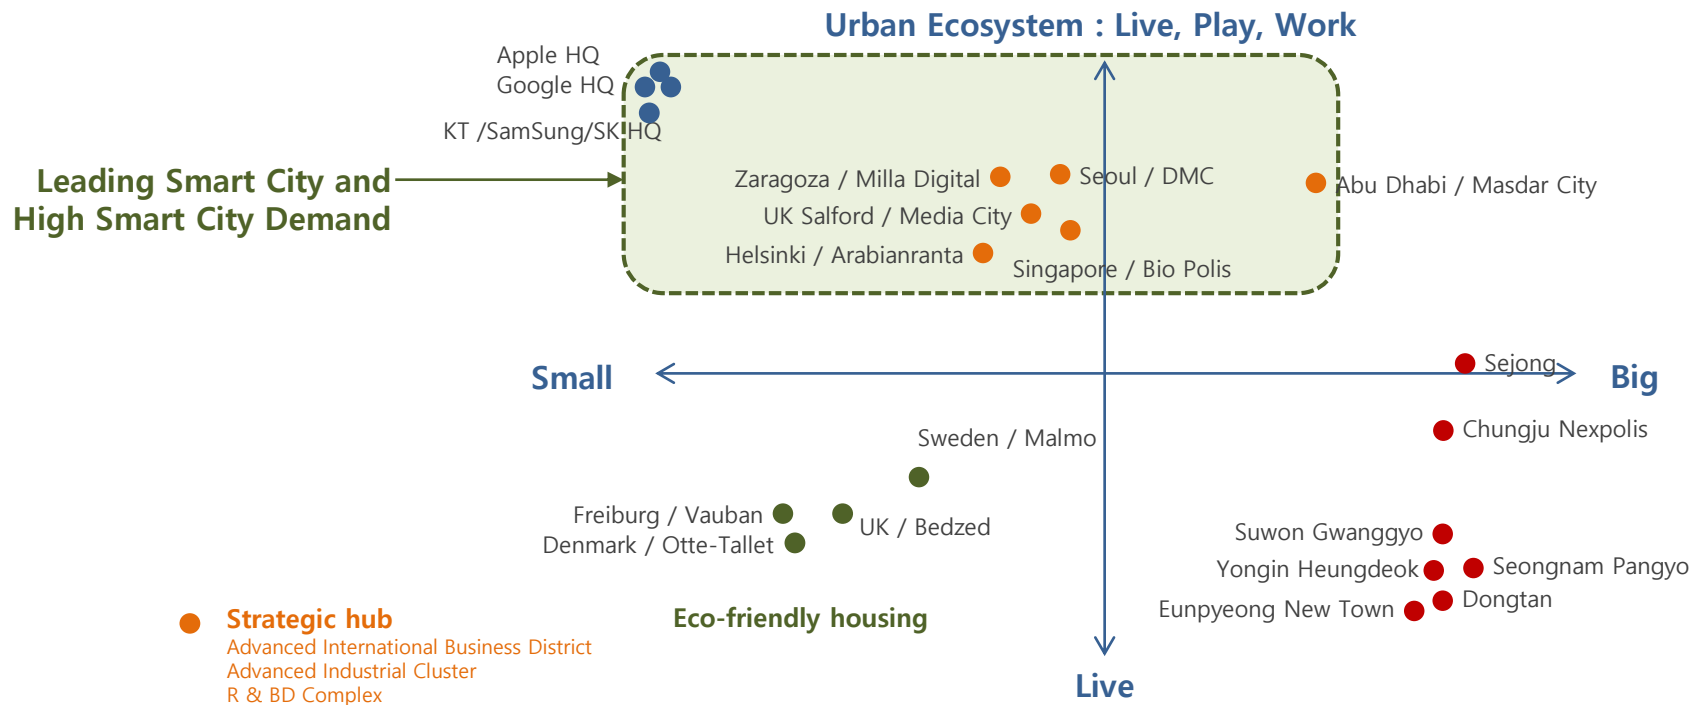 Urban Ecosystem : Live, Play, Work
Apple HQ
Google HQ
KT /SamSung/SK HQ
Leading Smart City and
High Smart City Demand
Zaragoza / Milla Digital
Seoul / DMC
Abu Dhabi / Masdar City
UK Salford / Media City
Helsinki / Arabianranta
Singapore / Bio Polis
Small
Big
Sejong
Chungju Nexpolis
Sweden / Malmo
Freiburg / Vauban
UK / Bedzed
Denmark / Otte-Tallet
Suwon Gwanggyo
Yongin Heungdeok
Seongnam Pangyo
Eunpyeong New Town
Dongtan
Strategic hub
Advanced International Business District
Advanced Industrial Cluster
R & BD Complex
Eco-friendly housing
Live